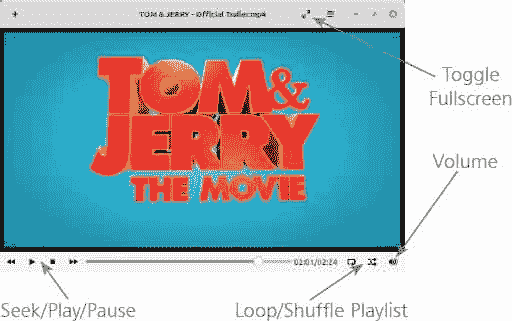 TOM & JERRY - Official Trailer.mp4
Toggle
Fullscreen
TOM &
JERRY
THE MOVIE
Volume
02:01/02:24
Seek/Play/Pause
Loop/Shuffle Playlist